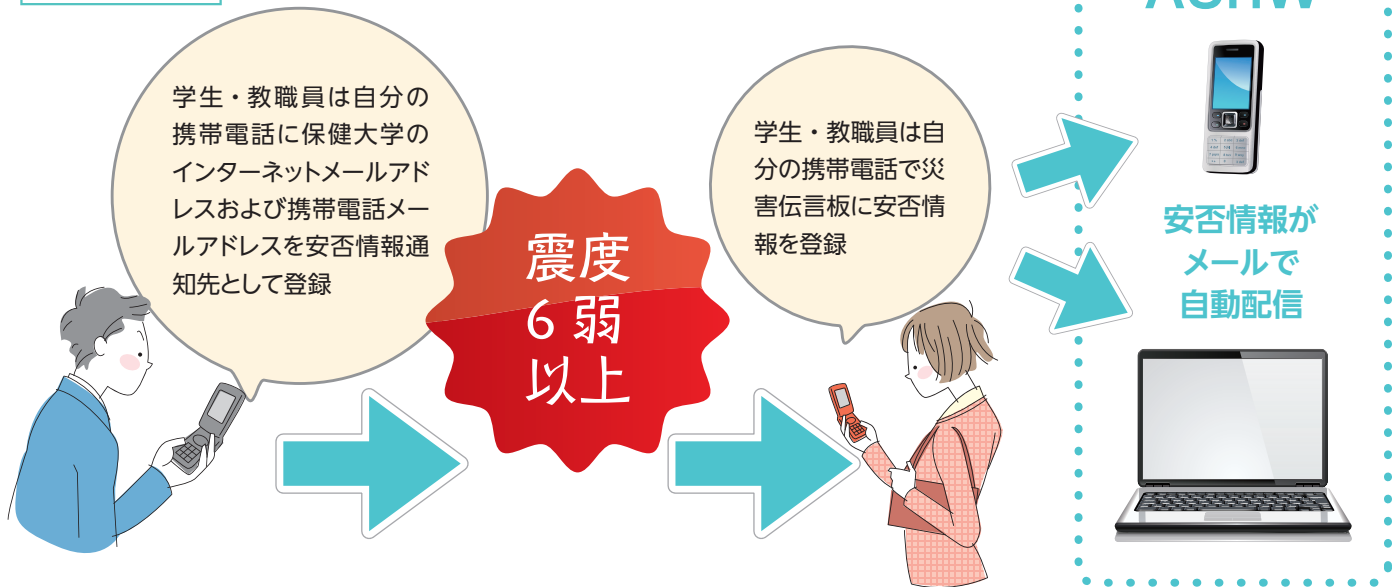 学生・教職員は自分の
携帯電話に保健大学の
インターネットメールアド
レスおよび携帯電話メー
ルアドレスを安否情報通
知先として登録
震度
6弱
以上
学生・教職員は自
分の携帯電話で災
害伝言板に安否情
報を登録
安否情報が
メールで
自動配信